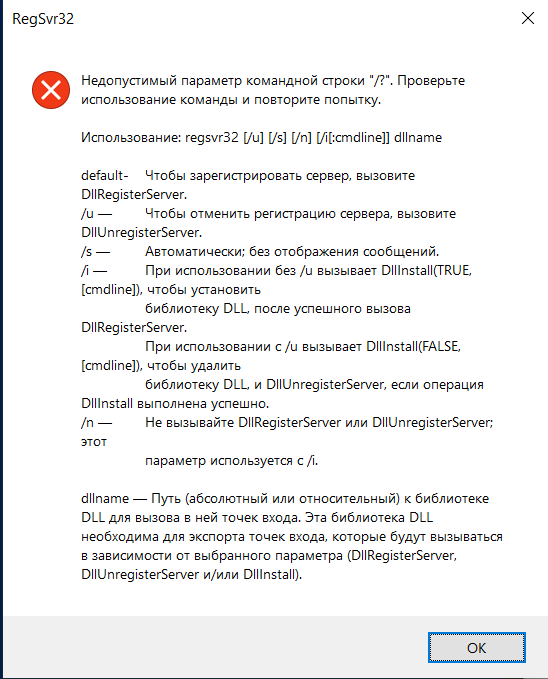 RegSvr32
Недопустимый параметр командной строки "/?". Проверьте
использование команды и повторите попытку.
Использование: regsvr32 [/u] [/s] [/n] [/i[:cmdline]] dllname
default- Чтобы зарегистрировать сервер, вызовите
DllRegisterServer.
/u — Чтобы отменить регистрацию сервера, вызовите
DllUnregisterServer.
/s — Автоматически; без отображения сообщений.
/i — При использовании без /u вызывает DllInstall(TRUE,
[cmdline]), чтобы установить
библиотеку DLL, после успешного вызова
DllRegisterServer.
При использовании с /u вызывает DllInstall(FALSE,
[cmdline]), чтобы удалить
библиотеку DLL, и DllUnregisterServer, если операция
DllInstall выполнена успешно.
/n — Не вызывайте DllRegisterServer или DllUnregisterServer;
этот
параметр используется с /i.
dllname — Путь (абсолютный или относительный) к библиотеке
DLL для вызова в ней точек входа. Эта библиотека DLL
необходима для экспорта точек входа, которые будут вызываться
в зависимости от выбранного параметра (DllRegisterServer,
DllUnregisterServer и/или DllInstall).
OK